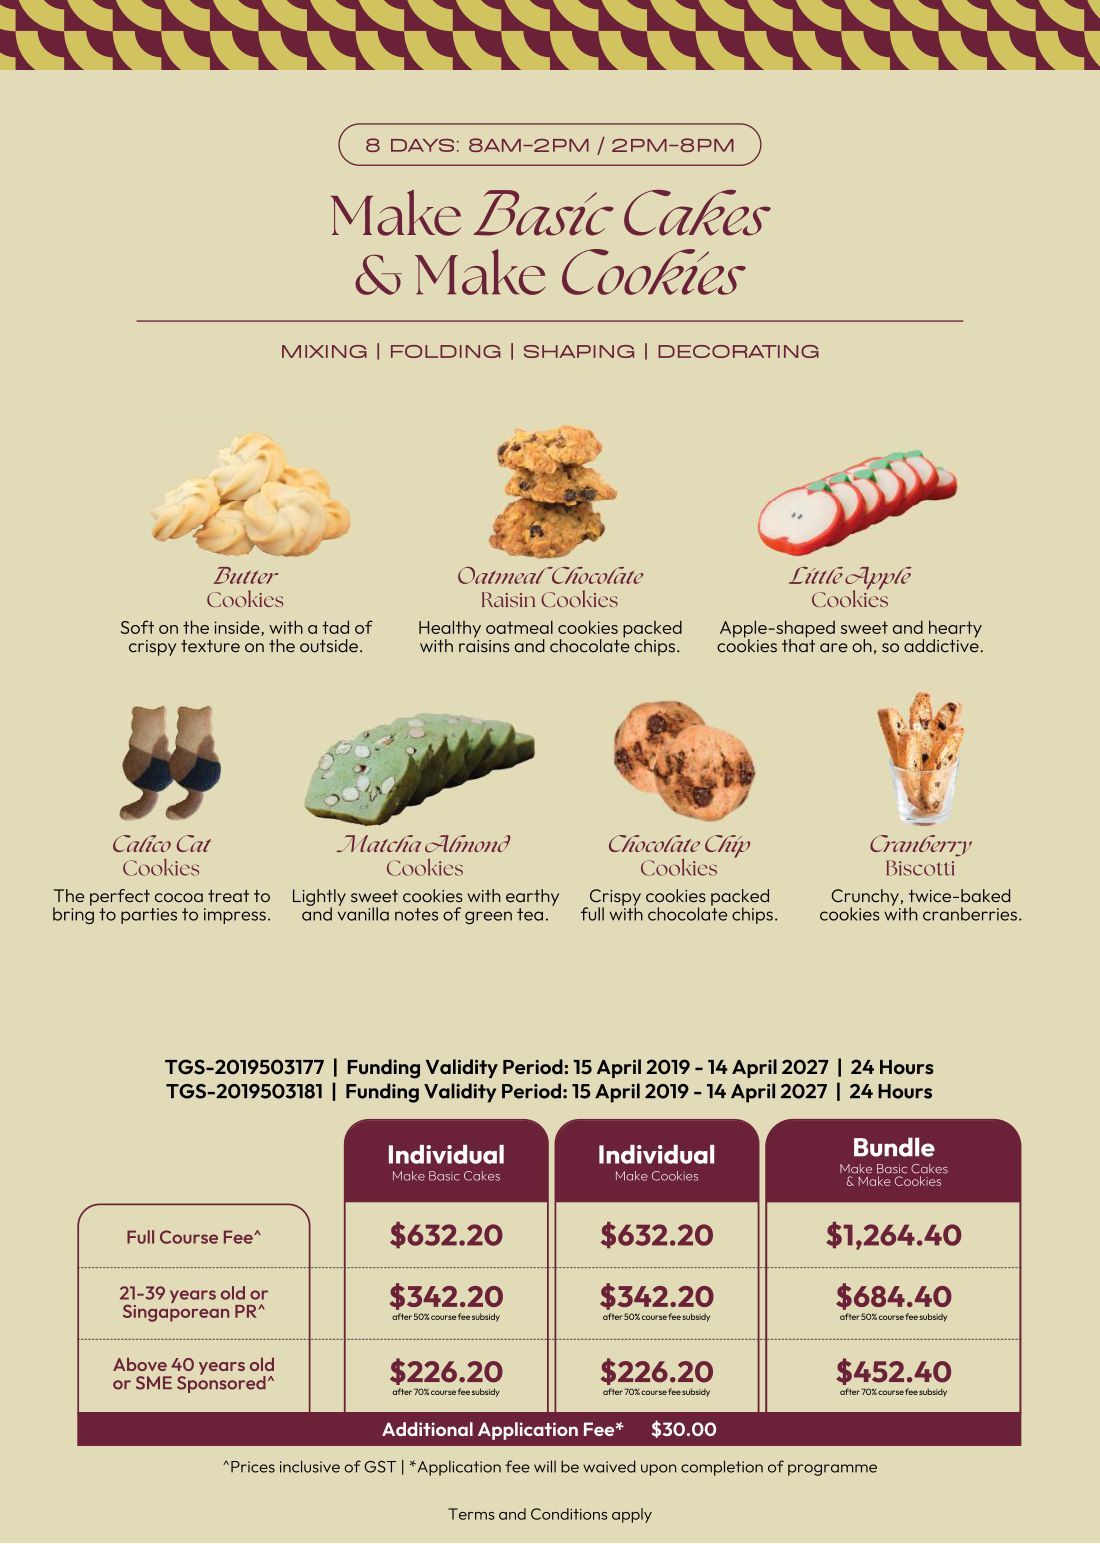 8 DAYS: 8AM-2PM / 2PM-8PM
Make Basic Cakes
& Make Cookies
MIXING | FOLDING | SHAPING | DECORATING
Butter
Cookies
Soft on the inside, with a tad of
crispy texture on the outside.
Oatmeal Chocolate
Raisin Cookies
Healthy oatmeal cookies packed
with raisins and chocolate chips.
Little Apple
Cookies
Apple-shaped sweet and hearty
cookies that are oh, so addictive.
Calico Cat
Cookies
The perfect cocoa treat to
bring to parties to impress.
Matcha Almond
Cookies
Lightly sweet cookies with earthy
and vanilla notes of green tea.
Chocolate Chip
Cookies
Crispy cookies packed
full with chocolate chips.
Cranberry
Biscotti
Crunchy, twice-baked
cookies with cranberries.
TGS-2019503177 | Funding Validity Period: 15 April 2019 - 14 April 2027 | 24 Hours
TGS-2019503181 | Funding Validity Period: 15 April 2019 - 14 April 2027 | 24 Hours
Individual
Make Basic Cakes
Individual
Make Cookies
Bundle
Make Basic Cakes
& Make Cookies
Full Course Fee^
$632.20
$632.20
$1,264.40
21-39 years old or
Singaporean PR^
$342.20
after 50% course fee subsidy
$342.20
after 50% course fee subsidy
$684.40
after 50% course fee subsidy
Above 40 years old
or SME Sponsored^
$226.20
after 70% course fee subsidy
$226.20
after 70% course fee subsidy
$452.40
after 70% course fee subsidy
Additional Application Fee* $30.00
^Prices inclusive of GST | *Application fee will be waived upon completion of programme
Terms and Conditions apply